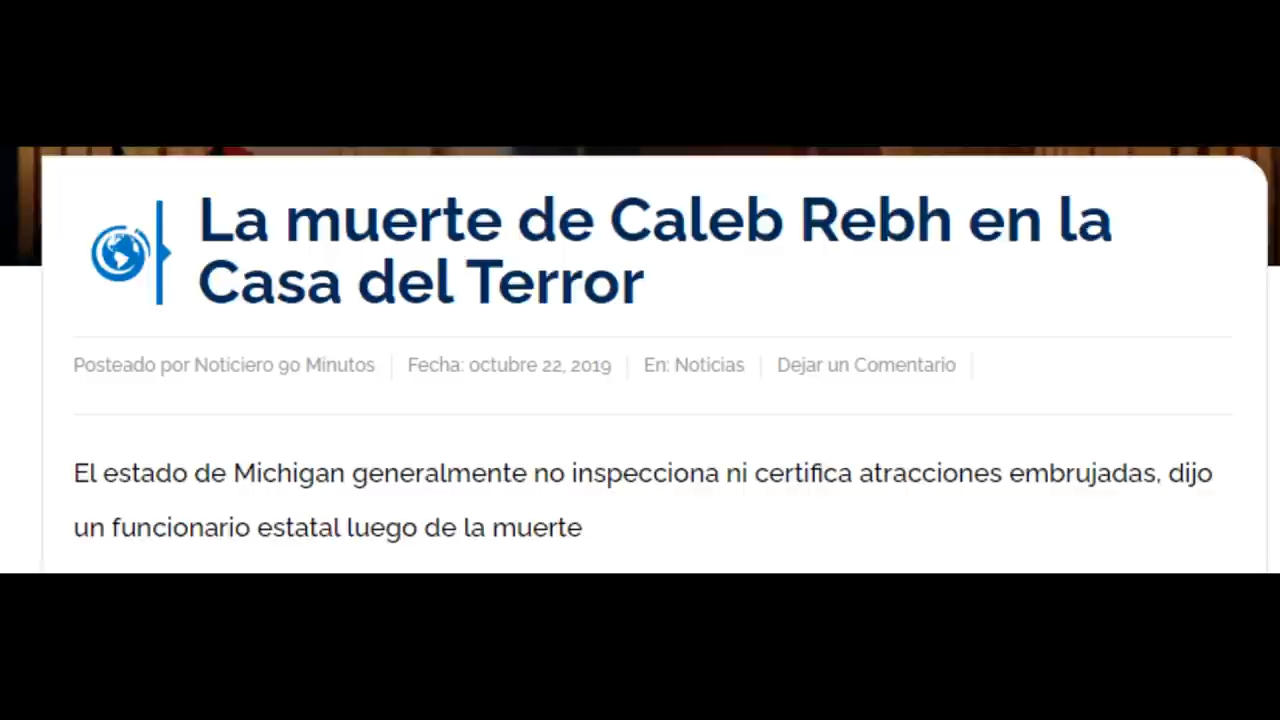 La muerte de Caleb Rebh en la
Casa del Terror
Posteado por Noticiero 90 Minutos Fecha: octubre 22, 2019 En: Noticias Dejar un Comentario
El estado de Michigan generalmente no inspecciona ni certifica atracciones embrujadas, dijo
un funcionario estatal luego de la muerte